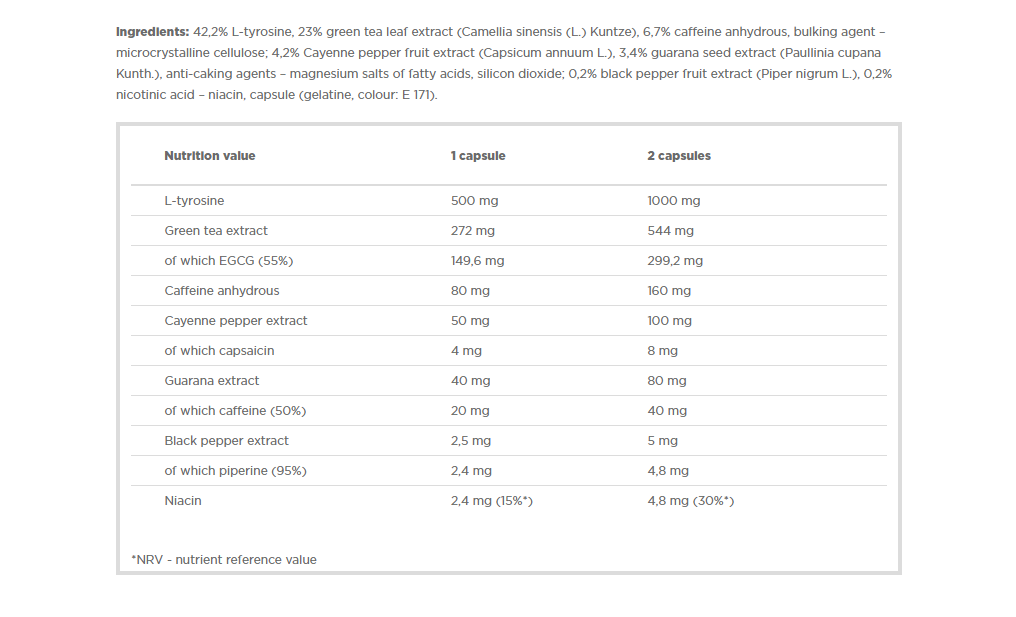 Ingredients: 42,2% L-tyrosine, 23% green tea leaf extract (Camellia sinensis (L.) Kuntze), 6,7% caffeine anhydrous, bulking agent –
microcrystalline cellulose; 4,2% Cayenne pepper fruit extract (Capsicum annuum L.), 3,4% guarana seed extract (Paullinia cupana
Kunth.), anti-caking agents – magnesium salts of fatty acids, silicon dioxide; 0,2% black pepper fruit extract (Piper nigrum L.), 0,2%
nicotinic acid – niacin, capsule (gelatine, colour: E 171).
Nutrition value 1 capsule 2 capsules
L-tyrosine 500 mg 1000 mg
Green tea extract 272 mg 544 mg
of which EGCG (55%) 149,6 mg 299,2 mg
Caffeine anhydrous 80 mg 160 mg
Cayenne pepper extract 50 mg 100 mg
of which capsaicin 4 mg 8 mg
Guarana extract 40 mg 80 mg
of which caffeine (50%) 20 mg 40 mg
Black pepper extract 2,5 mg 5 mg
of which piperine (95%) 2,4 mg 4,8 mg
Niacin 2,4 mg (15%*) 4,8 mg (30%*)
*NRV - nutrient reference value